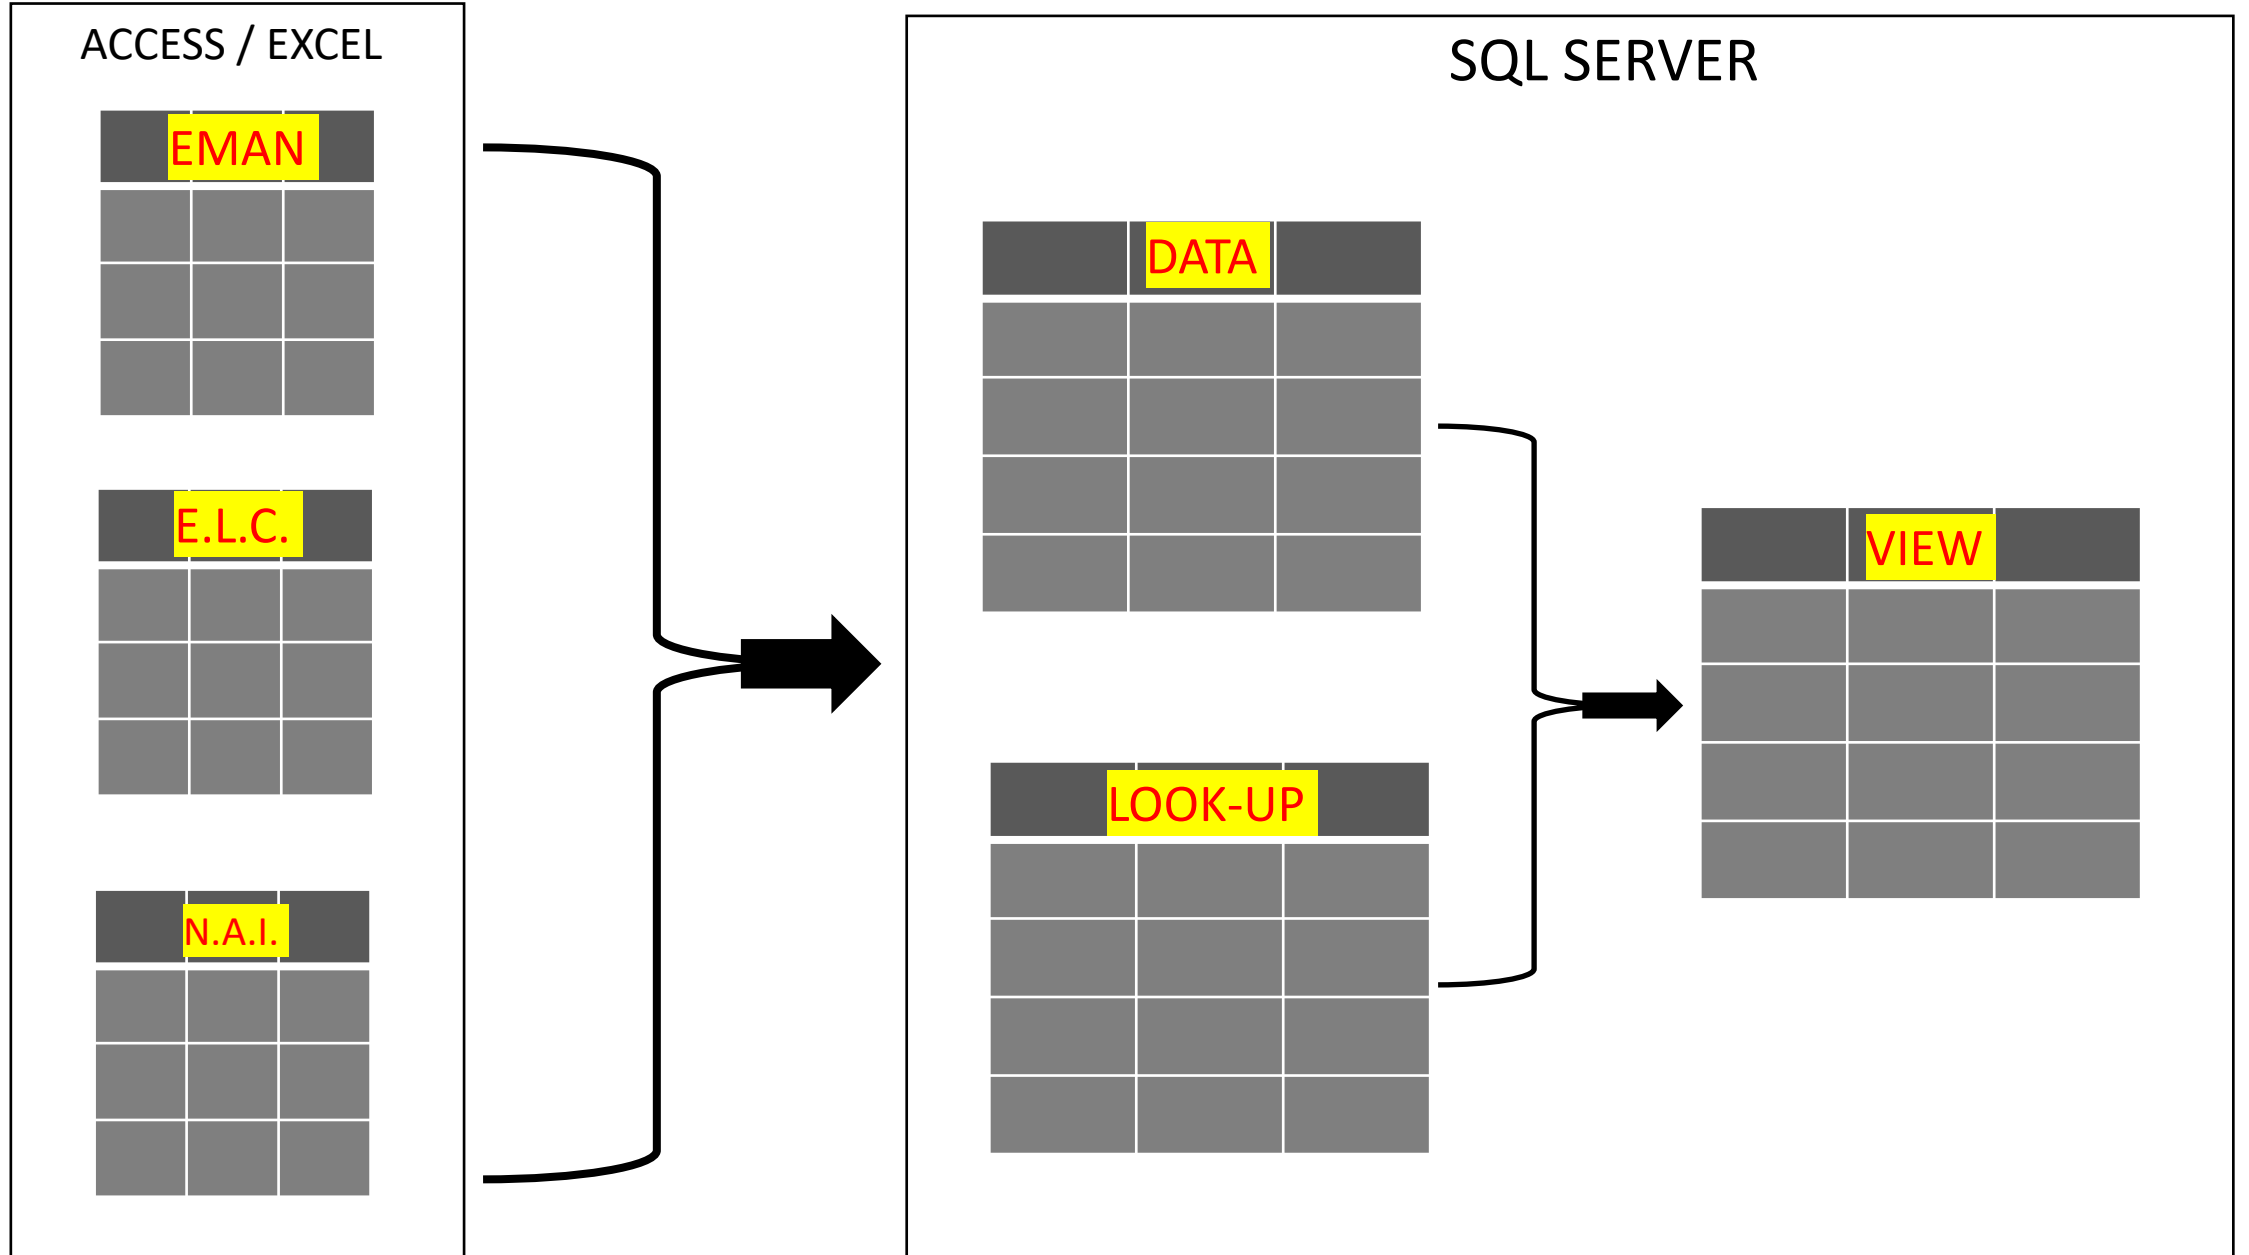 ACCESS / EXCEL
EMAN
E.L.C.
N.A.I.
SQL SERVER
DATA
LOOK-UP
VIEW